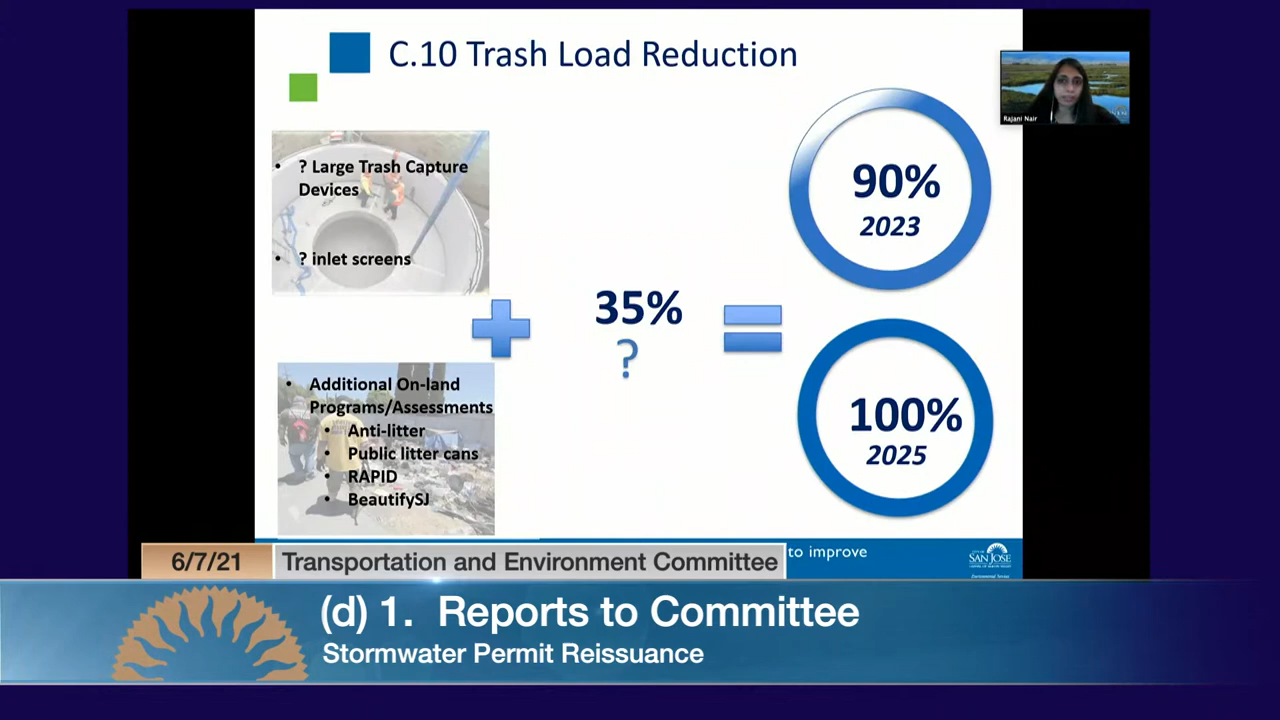 C.10 Trash Load Reduction
Rajani Nair
• ? Large Trash Capture
Devices
• ? inlet screens
90%
2023
35%
?
• Additional On-land
Programs/Assessments
• Anti-litter
• Public litter cans
• RAPID
• BeautifySJ
100%
2025
to improve
SAN JOSE
6/7/21
Transportation and Environment Committee
(d) 1. Reports to Committee
Stormwater Permit Reissuance